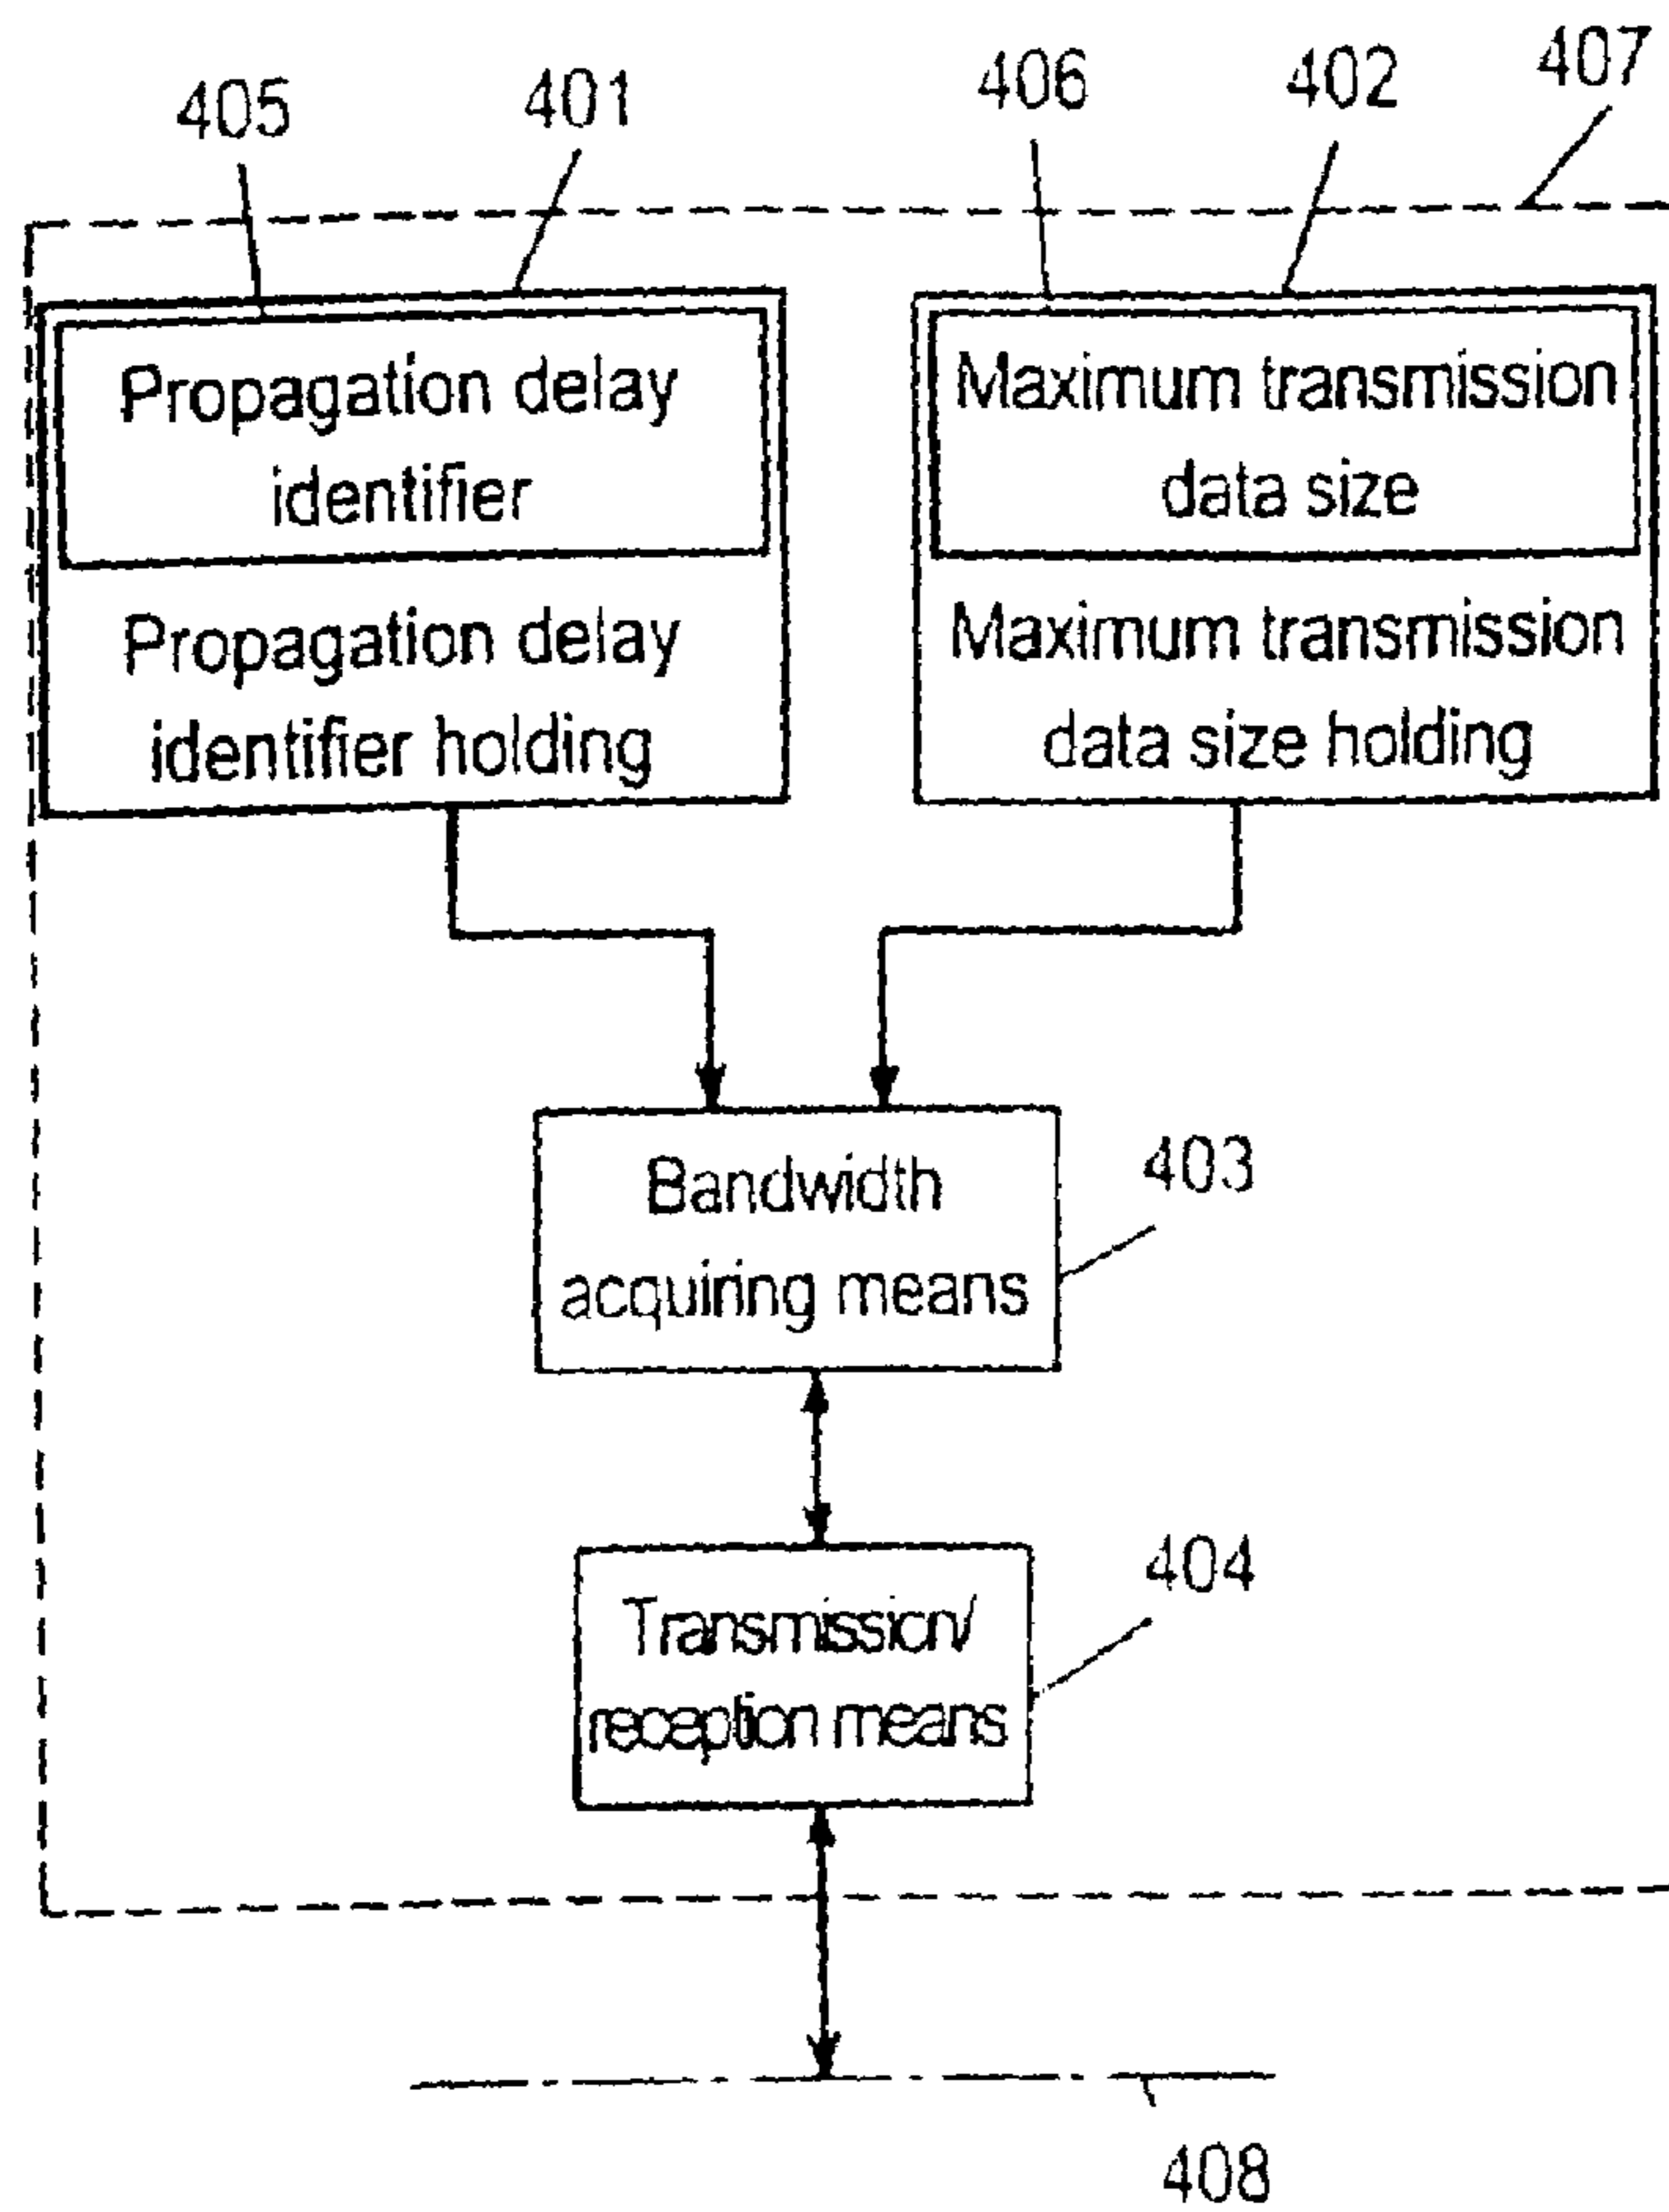 405
401
406
402
407
Propagation delay
identifier
Propagation delay
identifier holding
Maximum transmission
data size
Maximum transmission
data size holding
Bandwidth
acquiring means
403
Transmission/
reception means
404
408